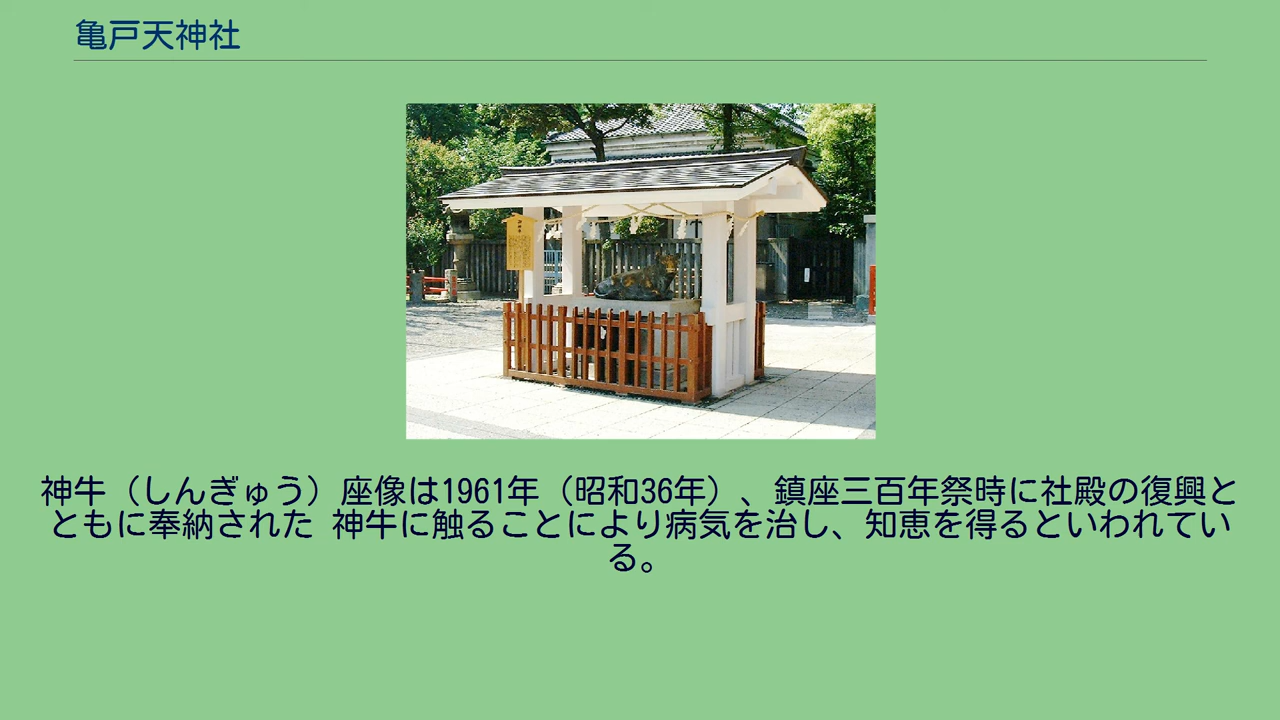 亀戸天神社
神牛（しんぎゅう）座像は1961年（昭和36年）、鎮座三百年祭時に社殿の復興と
ともに奉納された 神牛に触ることにより病気を治し、知恵を得るといわれてい
る。